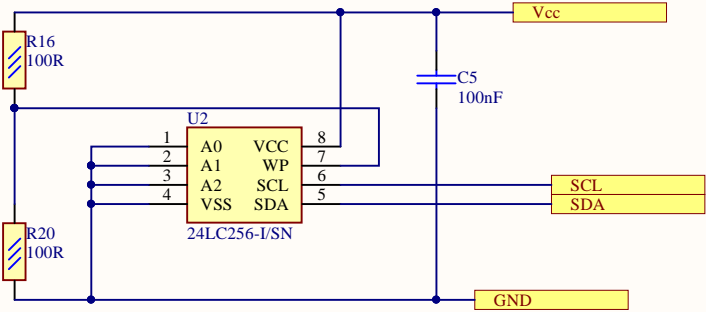 Vcc
R16
100R
C5
100nF
U2
1 A0 VCC 8
2 A1 WP 7
3 A2 SCL 6
4 VSS SDA 5
24LC256-I/SN
SCL
SDA
R20
100R
GND